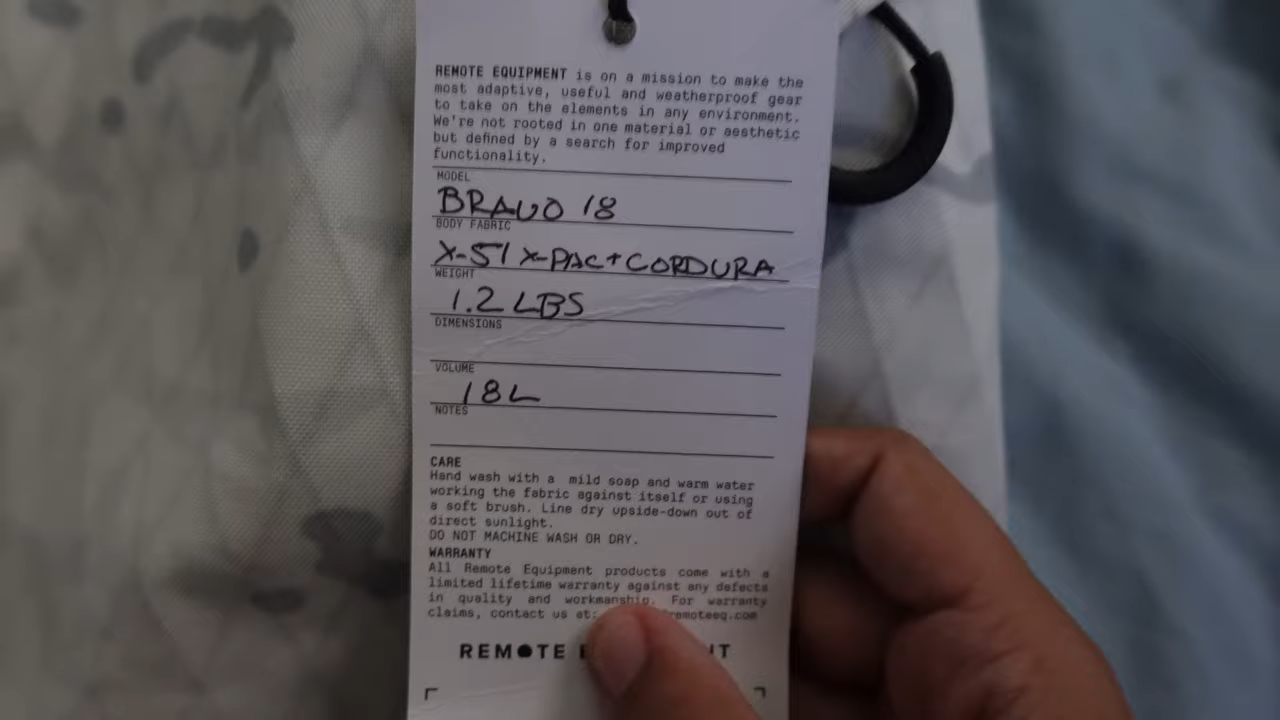 REMOTE EQUIPMENT is on a mission to make the
most adaptive, useful and weatherproof gear
to take on the elements in any environment.
We're not rooted in one material or aesthetic
but defined by a search for improved
functionality.
MODEL
BRAVO 18
BODY FABRIC
X-51 X-PAC+CORDURA
WEIGHT
1.2 LBS
DIMENSIONS
VOLUME
18L
NOTES
CARE
Hand wash with a mild soap and warm water
working the fabric against itself or using
a soft brush. Line dry upside-down out of
direct sunlight.
DO NOT MACHINE WASH OR DRY.
WARRANTY
All Remote Equipment products come with a
limited lifetime warranty against any defects
in quality and workmanship. For warranty
claims, contact us at: remoteeq.com
REMOTE